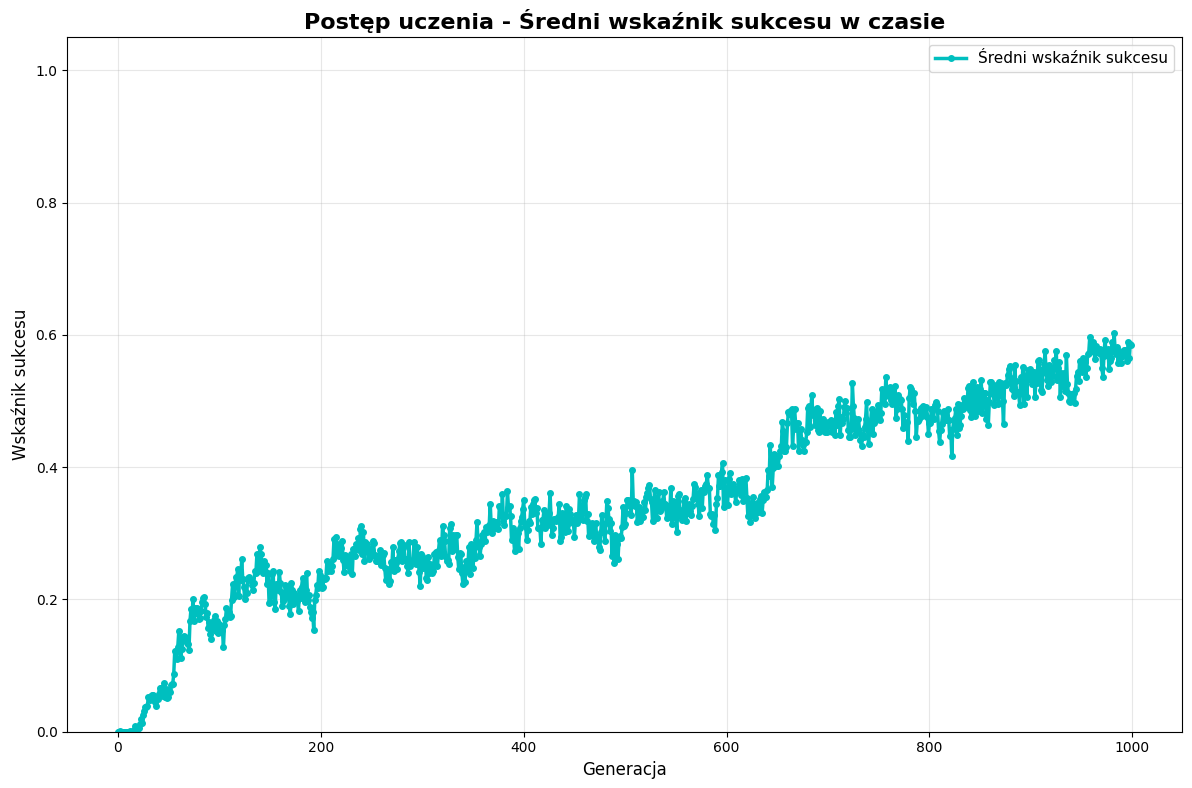 Postęp uczenia - Średni wskaźnik sukcesu w czasie
Średni wskaźnik sukcesu
1.0
0.8
0.6
0.4
0.2
0.0
Wskaźnik sukcesu
0 200 400 600 800 1000
Generacja